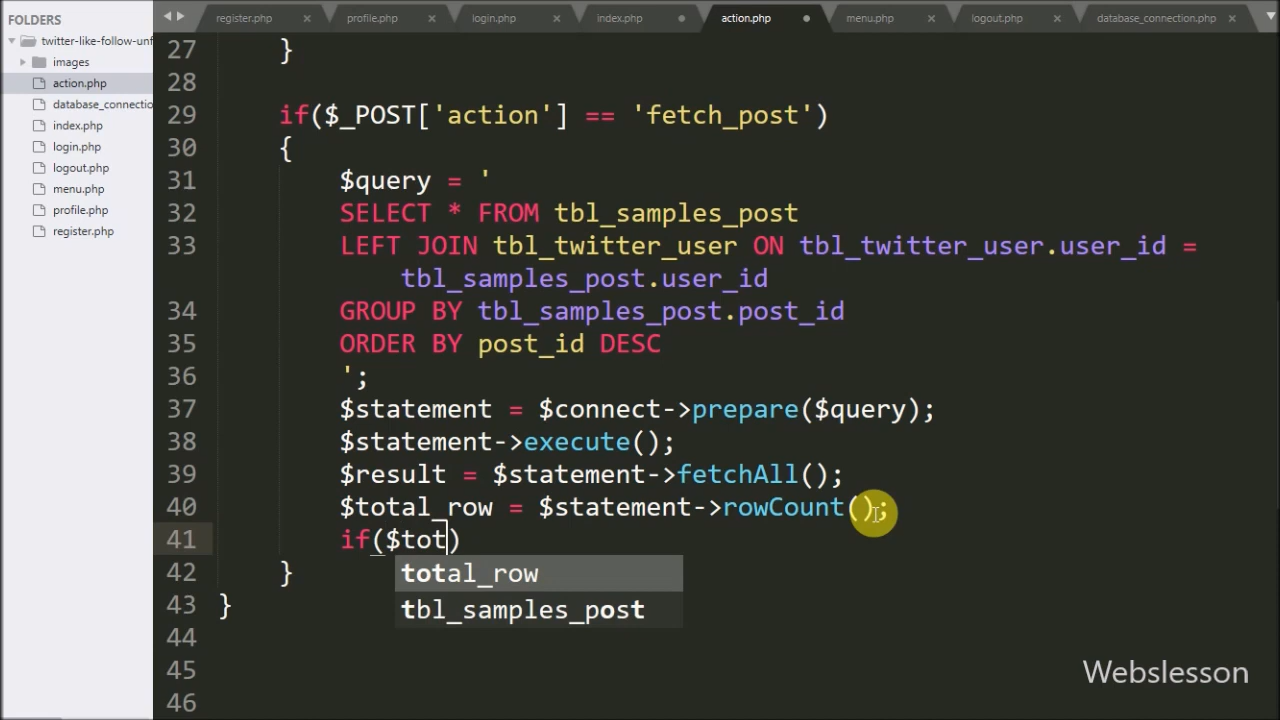 FOLDERS
twitter-like-follow-unf
images
action.php
database_connectio
index.php
login.php
logout.php
menu.php
profile.php
register.php
register.php × profile.php × login.php × index.php action.php menu.php × logout.php × database_connection.php ×
27 }
28
29 if($_POST['action'] == 'fetch_post')
30 {
31 $query = '
32 SELECT * FROM tbl_samples_post
33 LEFT JOIN tbl_twitter_user ON tbl_twitter_user.user_id =
tbl_samples_post.user_id
34 GROUP BY tbl_samples_post.post_id
35 ORDER BY post_id DESC
36 ';
37 $statement = $connect->prepare($query);
38 $statement->execute();
39 $result = $statement->fetchAll();
40 $total_row = $statement->rowCount();
41 if($tot)
total_row
tbl_samples_post
42 }
43 }
44
45
46
Webslesson